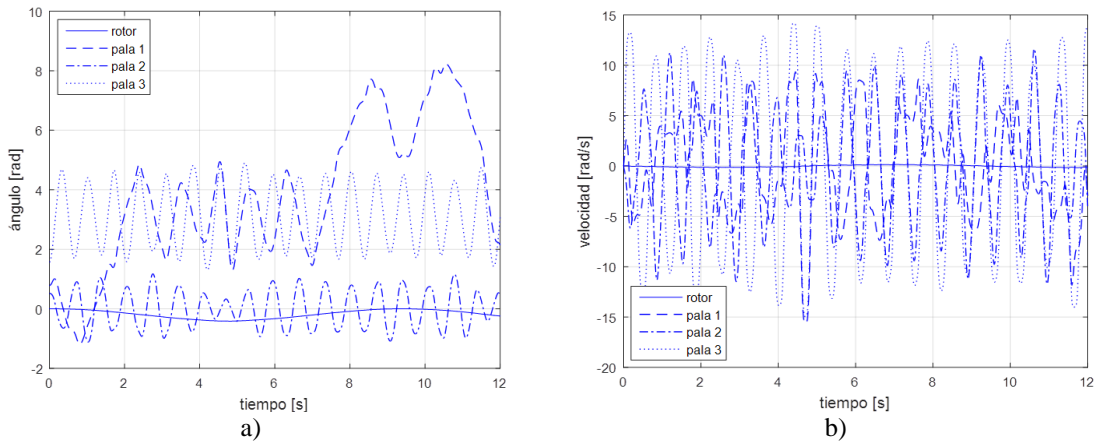 10
8
6
4
2
0
-2
ángulo [rad]
rotor
pala 1
pala 2
pala 3
0 2 4 6 8 10 12
tiempo [s]
a)
15
10
5
0
-5
-10
-15
-20
velocidad [rad/s]
rotor
pala 1
pala 2
pala 3
0 2 4 6 8 10 12
tiempo [s]
b)